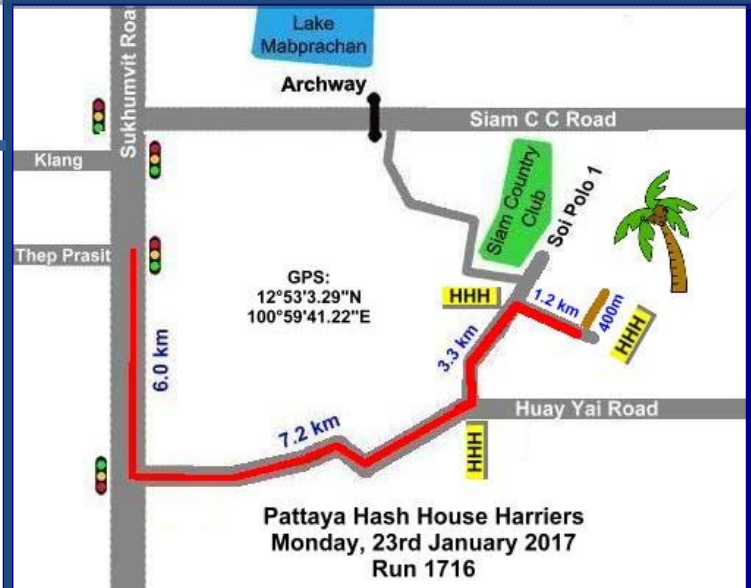 Lake
Mabprachan
Archway
Sukhumvit Road
Siam C C Road
Klang
Siam Country
Club
Soi Polo 1
Thep Prasit
GPS:
12°53'3.29"N
100°59'41.22"E
HHH
1.2 km
400m
HHH
3.3 km
6.0 km
Huay Yai Road
7.2 km
HHH
Pattaya Hash House Harriers
Monday, 23rd January 2017
Run 1716